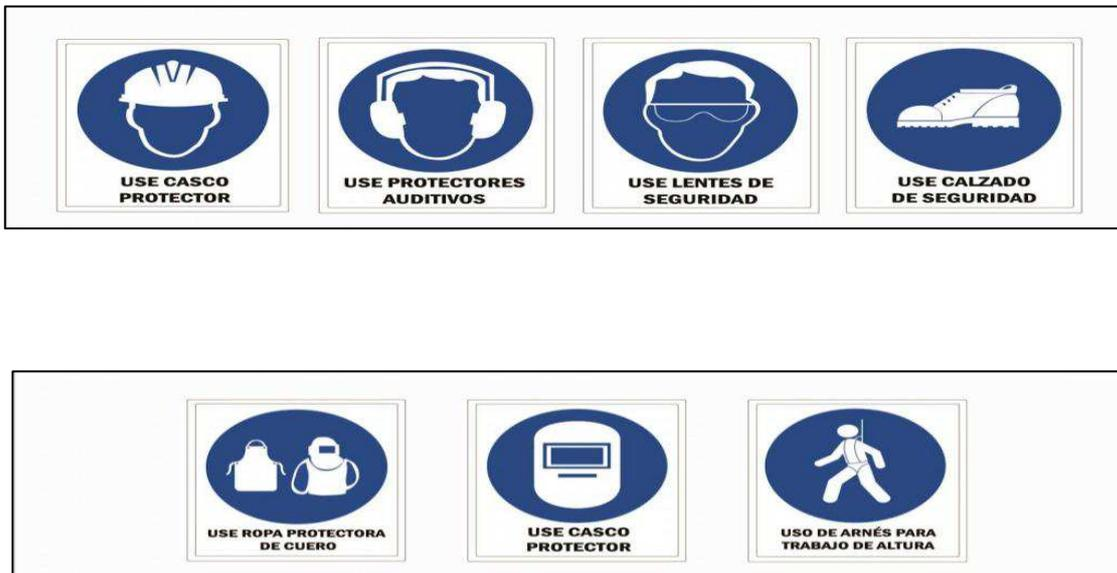 USE CASCO
PROTECTOR
USE PROTECTORES
AUDITIVOS
USE LENTES DE
SEGURIDAD
USE CALZADO
DE SEGURIDAD
USE ROPA PROTECTORA
DE CUERO
USE CASCO
PROTECTOR
USO DE ARNÉS PARA
TRABAJO DE ALTURA